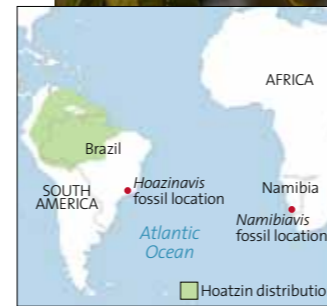 AFRICA
Brazil
SOUTH
AMERICA
Hoazinavis
fossil location
Namibia
Namibiavis
fossil location
Atlantic
Ocean
Hoatzin distributio